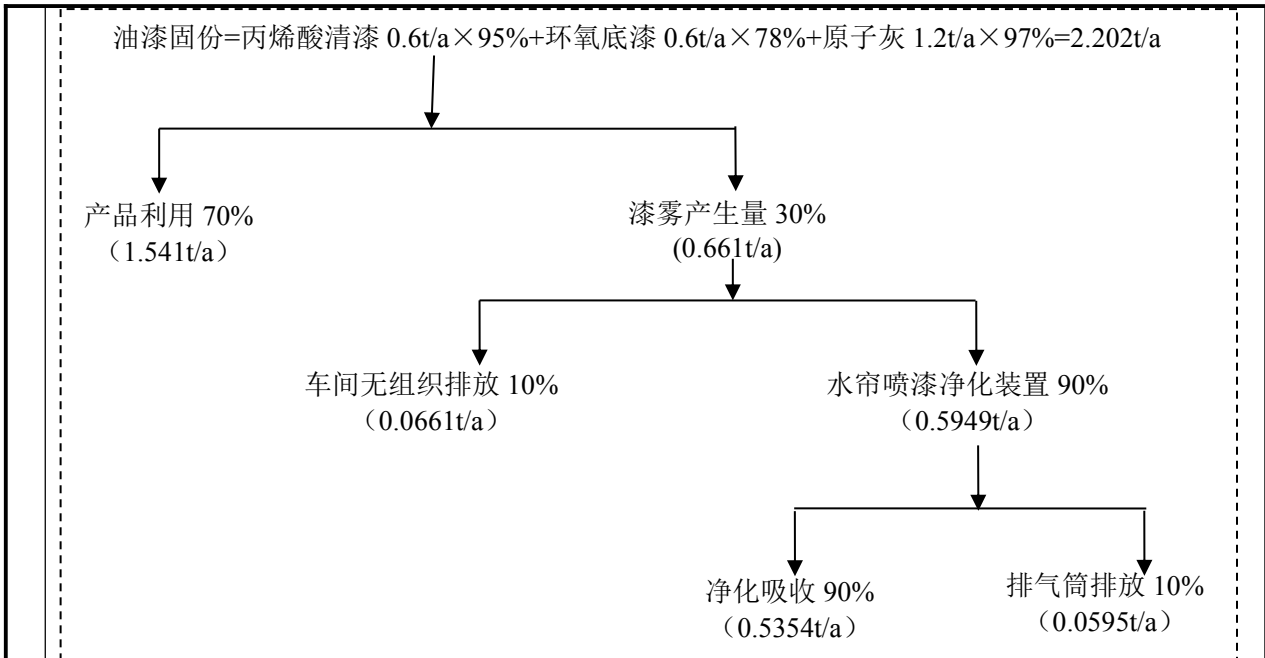 油漆固份=丙烯酸清漆 0.6t/a×95%+环氧底漆 0.6t/a×78%+原子灰 1.2t/a×97%=2.202t/a
产品利用 70%
（1.541t/a）
漆雾产生量 30%
(0.661t/a)
车间无组织排放 10%
（0.0661t/a）
水帘喷漆净化装置 90%
（0.5949t/a）
净化吸收 90%
（0.5354t/a）
排气筒排放 10%
（0.0595t/a）